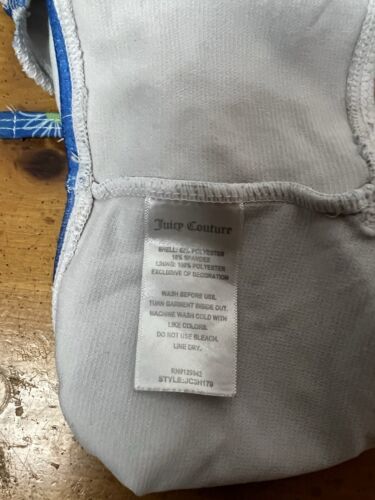 Juicy Couture
SHELL: 82% POLYESTER
18% SPANDEX
LINING: 100% POLYESTER
EXCLUSIVE OF DECORATION
WASH BEFORE USE.
TURN GARMENT INSIDE OUT.
MACHINE WASH COLD WITH
LIKE COLORS.
DO NOT USE BLEACH.
LINE DRY.
STYLE:JC3H179